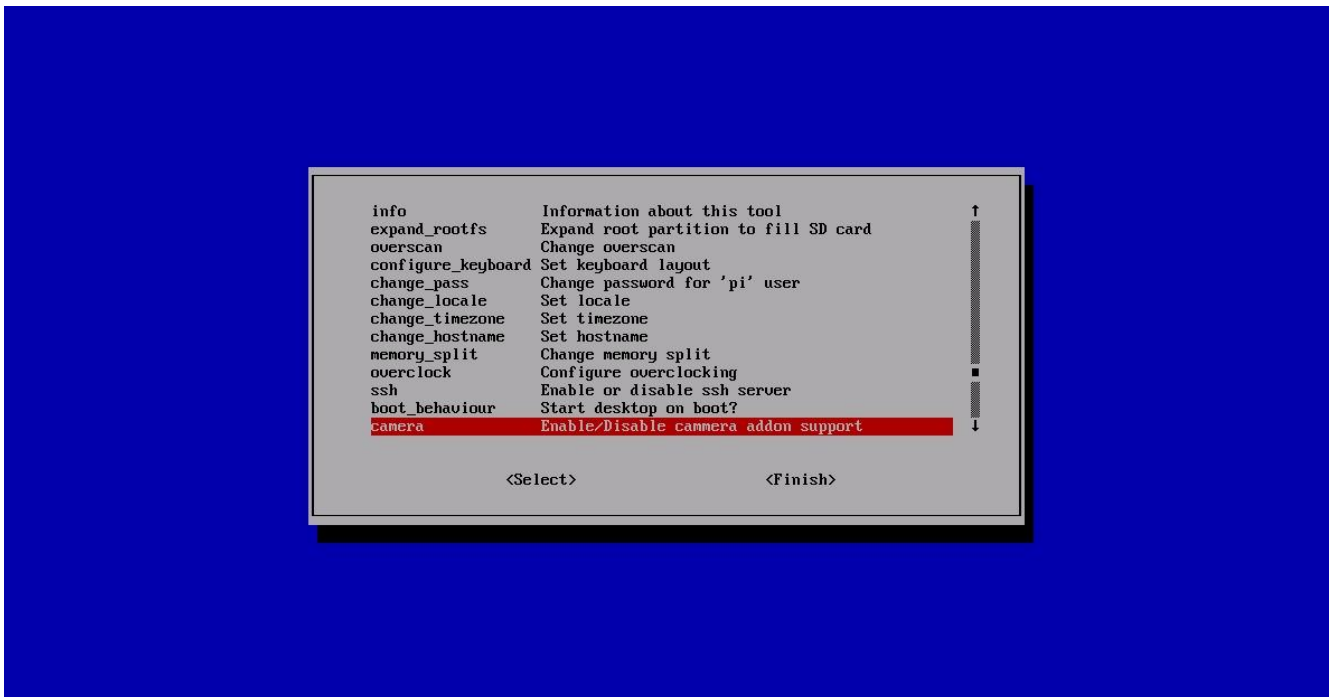 info Information about this tool
expand_rootfs Expand root partition to fill SD card
overscan Change overscan
configure_keyboard Set keyboard layout
change_pass Change password for 'pi' user
change_locale Set locale
change_timezone Set timezone
change_hostname Set hostname
memory_split Change memory split
overclock Configure overclocking
ssh Enable or disable ssh server
boot_behaviour Start desktop on boot?
camera Enable/Disable cammera addon support
<Select> <Finish>